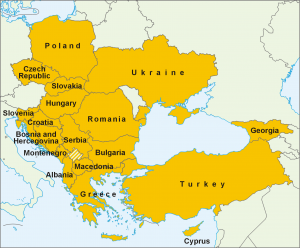 Poland
Czech
Republic
Ukraine
Slovakia
Hungary
Slovenia
Croatia
Romania
Bosnia and
Hercegovina
Serbia
Georgia
Montenegro
Bulgaria
Macedonia
Albania
Greece
Turkey
Cyprus